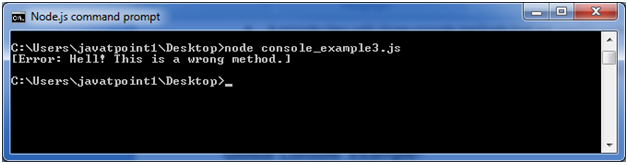 Node.js command prompt
C:\Users\javatpoint1\Desktop>node console_example3.js
[Error: Hell! This is a wrong method.]
C:\Users\javatpoint1\Desktop>_